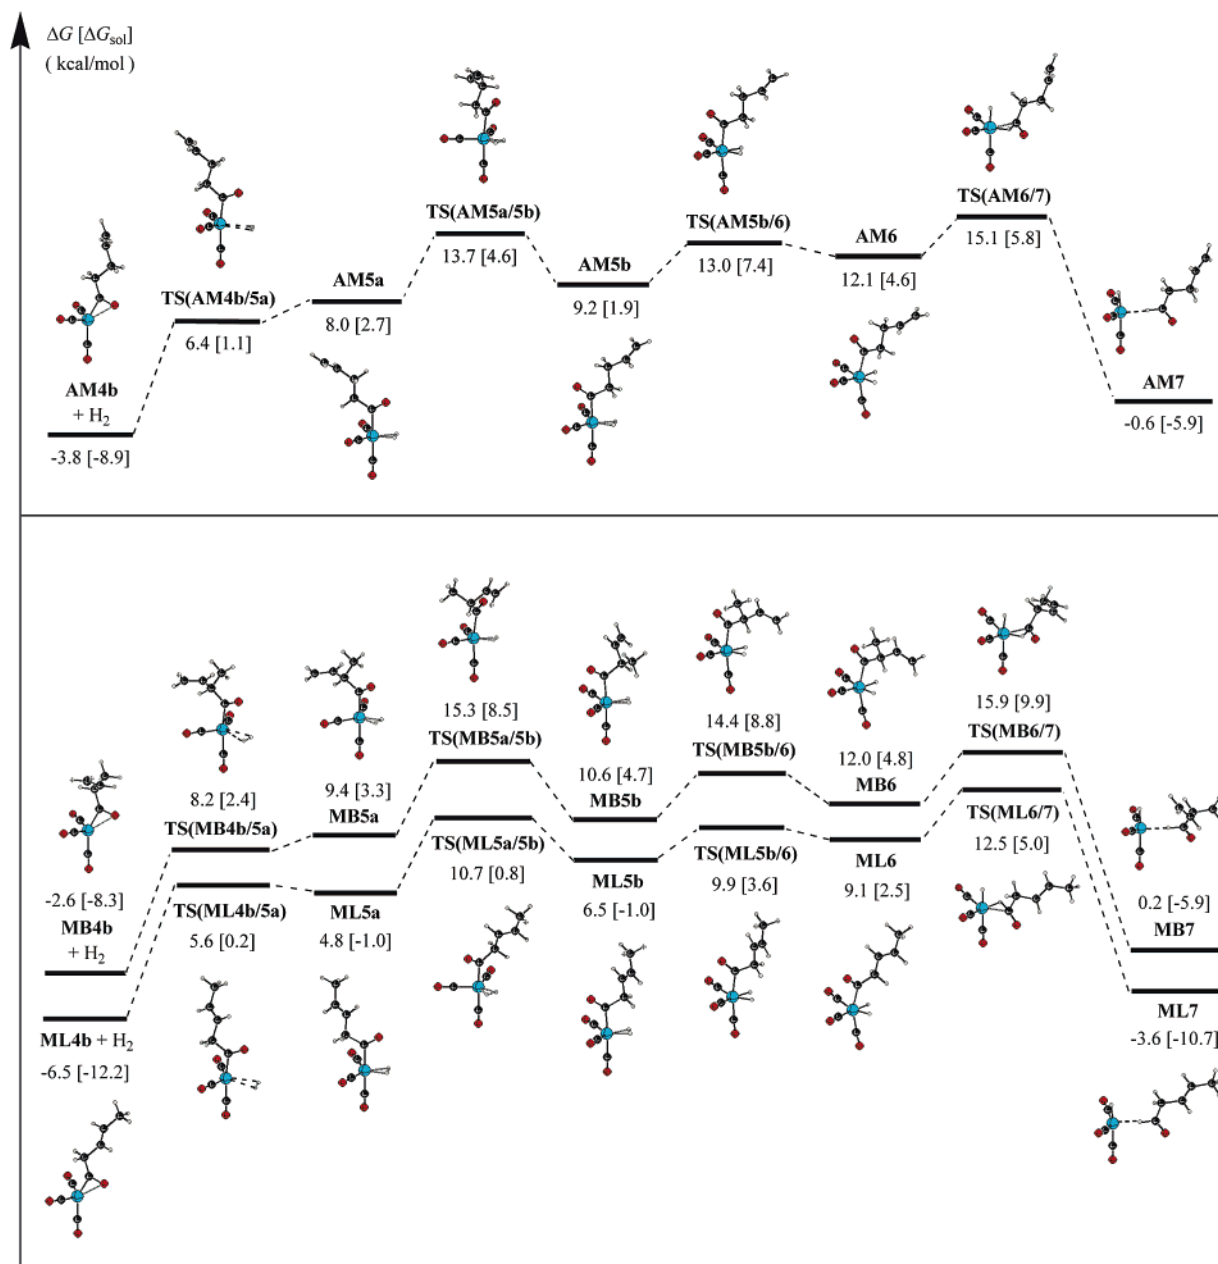 ΔG [ΔGsol]
( kcal/mol )
AM4b
+ H2
-3.8 [-8.9]
TS(AM4b/5a)
6.4 [1.1]
AM5a
8.0 [2.7]
TS(AM5a/5b)
13.7 [4.6]
AM5b
9.2 [1.9]
TS(AM5b/6)
13.0 [7.4]
AM6
12.1 [4.6]
TS(AM6/7)
15.1 [5.8]
AM7
-0.6 [-5.9]
-2.6 [-8.3]
MB4b
+ H2
8.2 [2.4]
TS(MB4b/5a)
9.4 [3.3]
MB5a
15.3 [8.5]
TS(MB5a/5b)
10.6 [4.7]
MB5b
14.4 [8.8]
TS(MB5b/6)
12.0 [4.8]
MB6
15.9 [9.9]
TS(MB6/7)
0.2 [-5.9]
MB7
ML4b + H2
-6.5 [-12.2]
TS(ML4b/5a)
5.6 [0.2]
ML5a
4.8 [-1.0]
TS(ML5a/5b)
10.7 [0.8]
ML5b
6.5 [-1.0]
TS(ML5b/6)
9.9 [3.6]
ML6
9.1 [2.5]
TS(ML6/7)
12.5 [5.0]
ML7
-3.6 [-10.7]